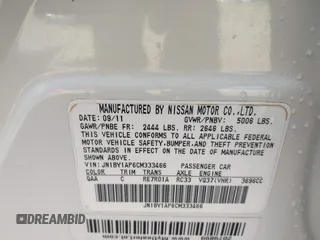 MANUFACTURED BY NISSAN MOTOR CO.,LTD.
DATE: 09/11 GVWR/PNBV: 5008 LBS.
GAWR/PNBE FR: 2444 LBS. RR: 2646 LBS.
THIS VEHICLE CONFORMS TO ALL APPLICABLE FEDERAL
MOTOR VEHICLE SAFETY,BUMPER,AND THEFT PREVENTION
STANDARDS IN EFFECT ON THE DATE OF MANUFACTURE
SHOWN ABOVE.
VIN: JN1BY1AP6CM333466 PASSENGER CAR
COLOR TRIM TRANS AXLE ENGINE
QAA C RE7R01A RC33 VQ37(VHR) 3696CC
JN1BY1AP6CM333466
DREAMBID